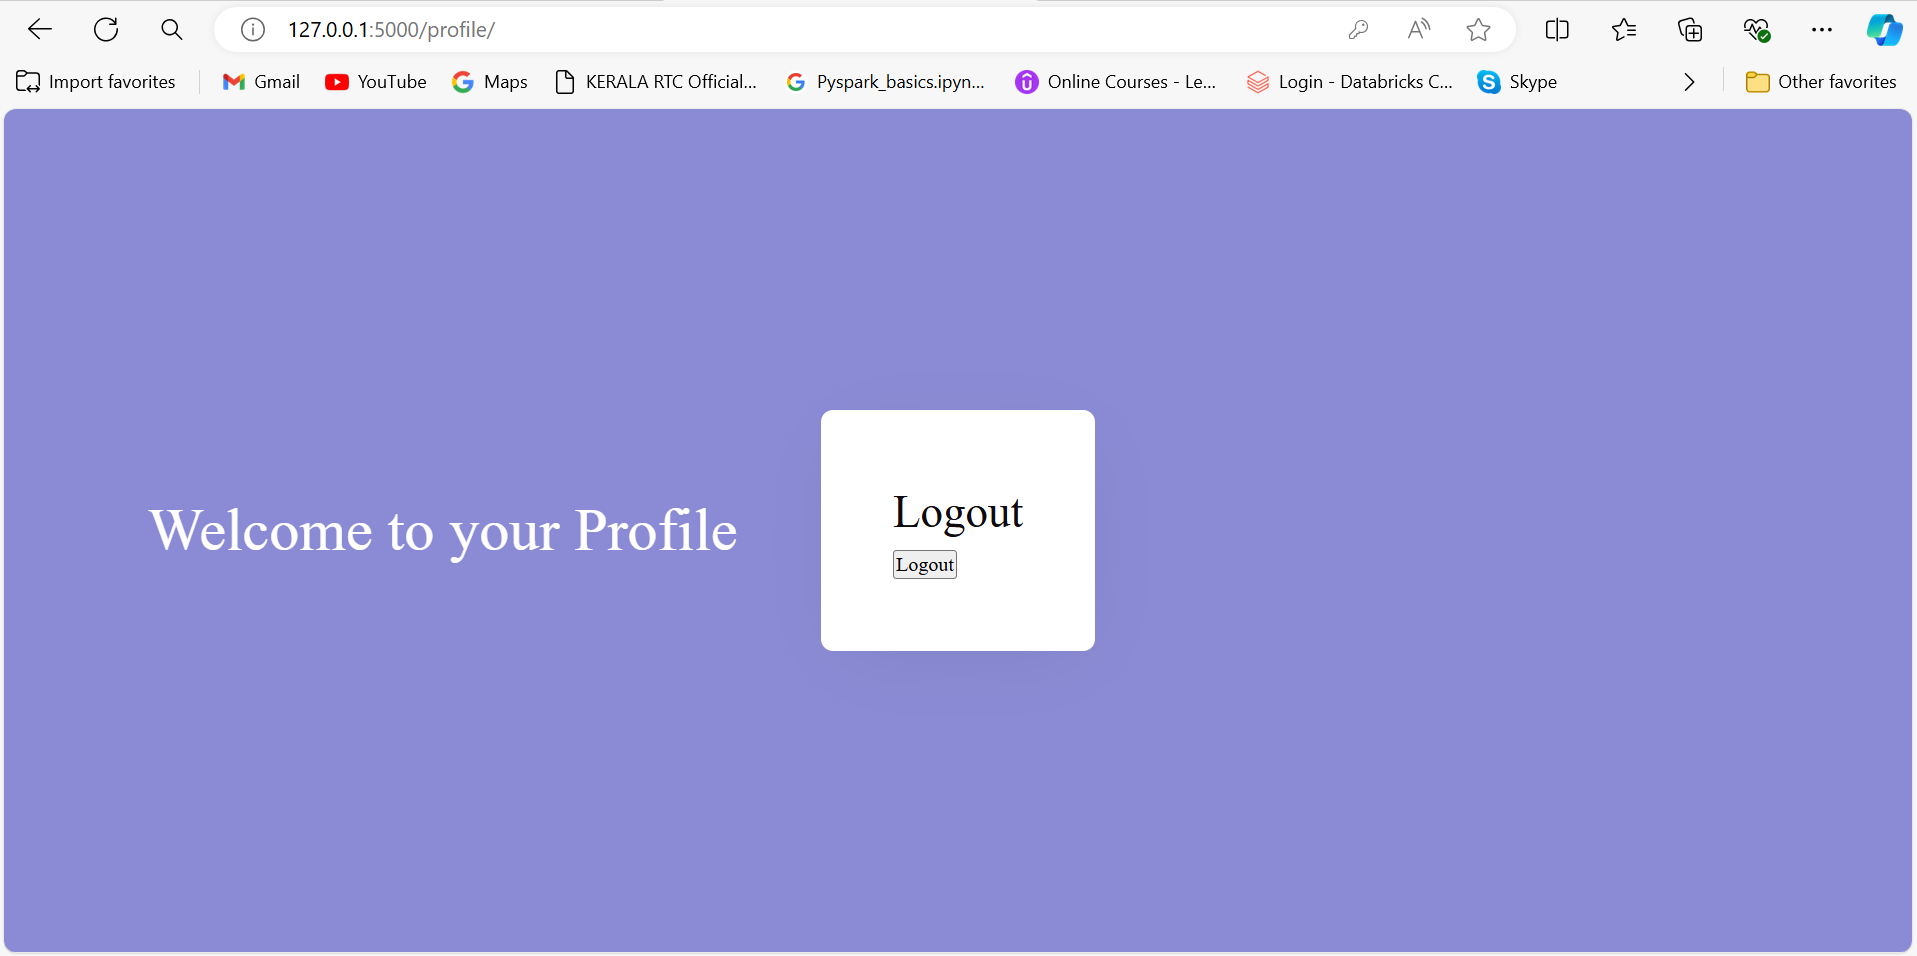 127.0.0.1:5000/profile/
Import favorites Gmail YouTube Maps KERALA RTC Official... Pyspark_basics.ipyn... Online Courses - Le... Login - Databricks C... Skype Other favorites
Welcome to your Profile
Logout
Logout